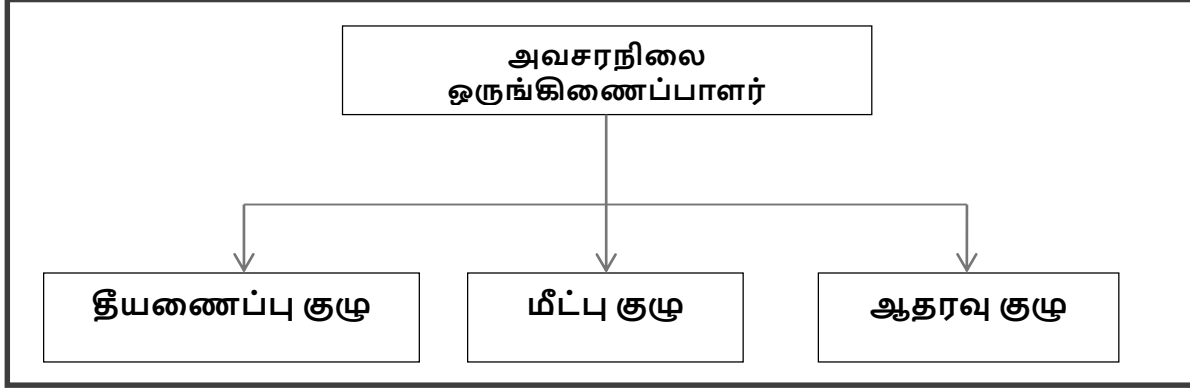 அவசரநிலை
ஒருங்கிணைப்பாளர்
தீயணைப்பு குழு
மீட்பு குழு
ஆதரவு குழு